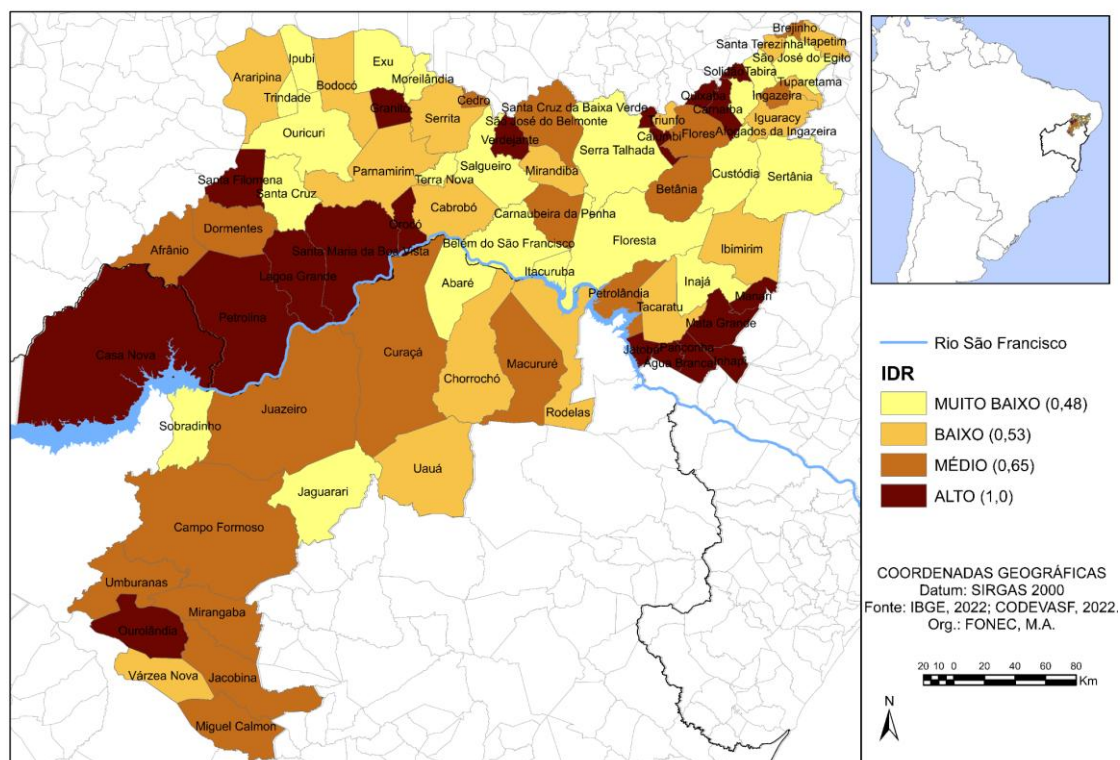 Brejinho
Santa Terezinha
Itapetim
São José do Egito
Ipubi
Exu
Araripina
Bodocó
Moreilândia
Trindade
Solidão
Tabira
Tuparetama
Quixaba
Ingazeira
Granito
Cedro
Santa Cruz da Baixa Verde
Carnaíba
Serrita
São José do Belmonte
Triunfo
Iguaracy
Ouricuri
Verdejante
Calumbi
Flores
Afogados da Ingazeira
Serra Talhada
Salgueiro
Parnamirim
Mirandiba
Custódia
Sertânia
Santa Filomena
Terra Nova
Betânia
Santa Cruz
Cabrobó
Carnaubeira da Penha
Dormentes
Orocó
Santa Maria da Boa Vista
Belém do São Francisco
Floresta
Ibimirim
Afrânio
Lagoa Grande
Itacuruba
Abaré
Inajá
Petrolândia
Manari
Tacaratu
Petrolina
Mata Grande
Casa Nova
Curaçá
Macururé
Pariconha
Chorrochó
Água Branca
Inhapi
Juazeiro
Rodelas
Sobradinho
Uauá
Jaguarari
Campo Formoso
Umburanas
Mirangaba
Ourolândia
Várzea Nova
Jacobina
Miguel Calmon
Rio São Francisco
IDR
MUITO BAIXO (0,48)
BAIXO (0,53)
MÉDIO (0,65)
ALTO (1,0)
COORDENADAS GEOGRÁFICAS
Datum: SIRGAS 2000
Fonte: IBGE, 2022; CODEVASF, 2022.
Org.: FONEC, M.A.
20 10 0 20 40 60 80
Km
N